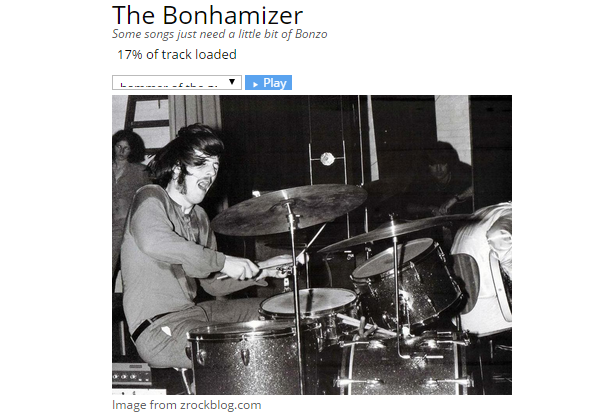 The Bonhamizer
Some songs just need a little bit of Bonzo
17% of track loaded
Play
Image from zrockblog.com